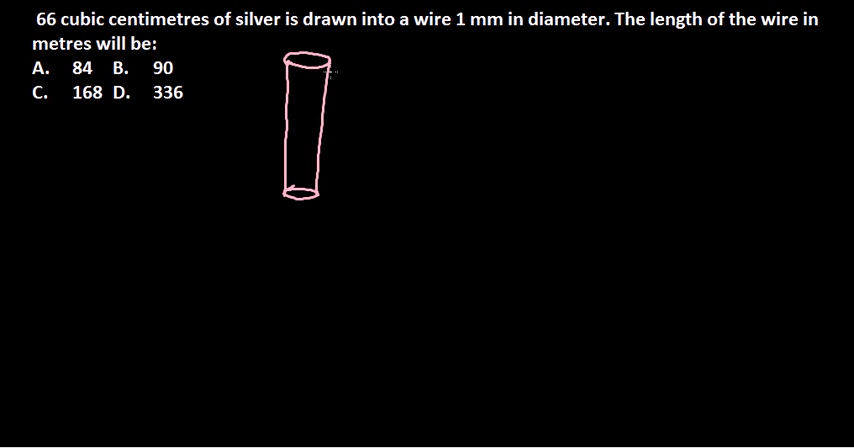 66 cubic centimetres of silver is drawn into a wire 1 mm in diameter. The length of the wire in
metres will be:
A. 84 B. 90
C. 168 D. 336